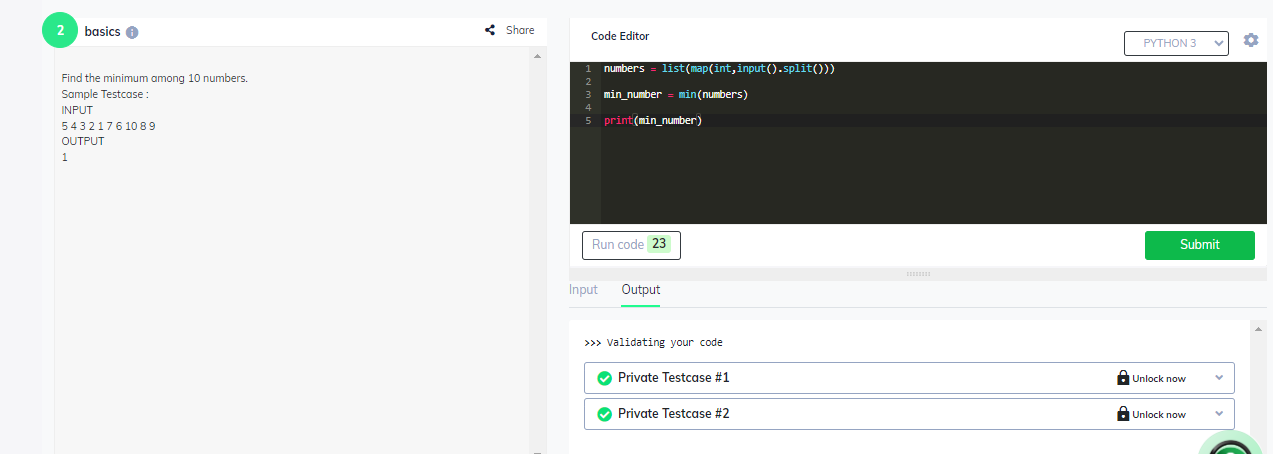 2
basics
Share
Find the minimum among 10 numbers.
Sample Testcase :
INPUT
5 4 3 2 1 7 6 10 8 9
OUTPUT
1
Code Editor
PYTHON 3
1 numbers = list(map(int,input().split()))
2
3 min_number = min(numbers)
4
5 print(min_number)
Run code 23
Submit
Input Output
>>> Validating your code
Private Testcase #1 Unlock now
Private Testcase #2 Unlock now